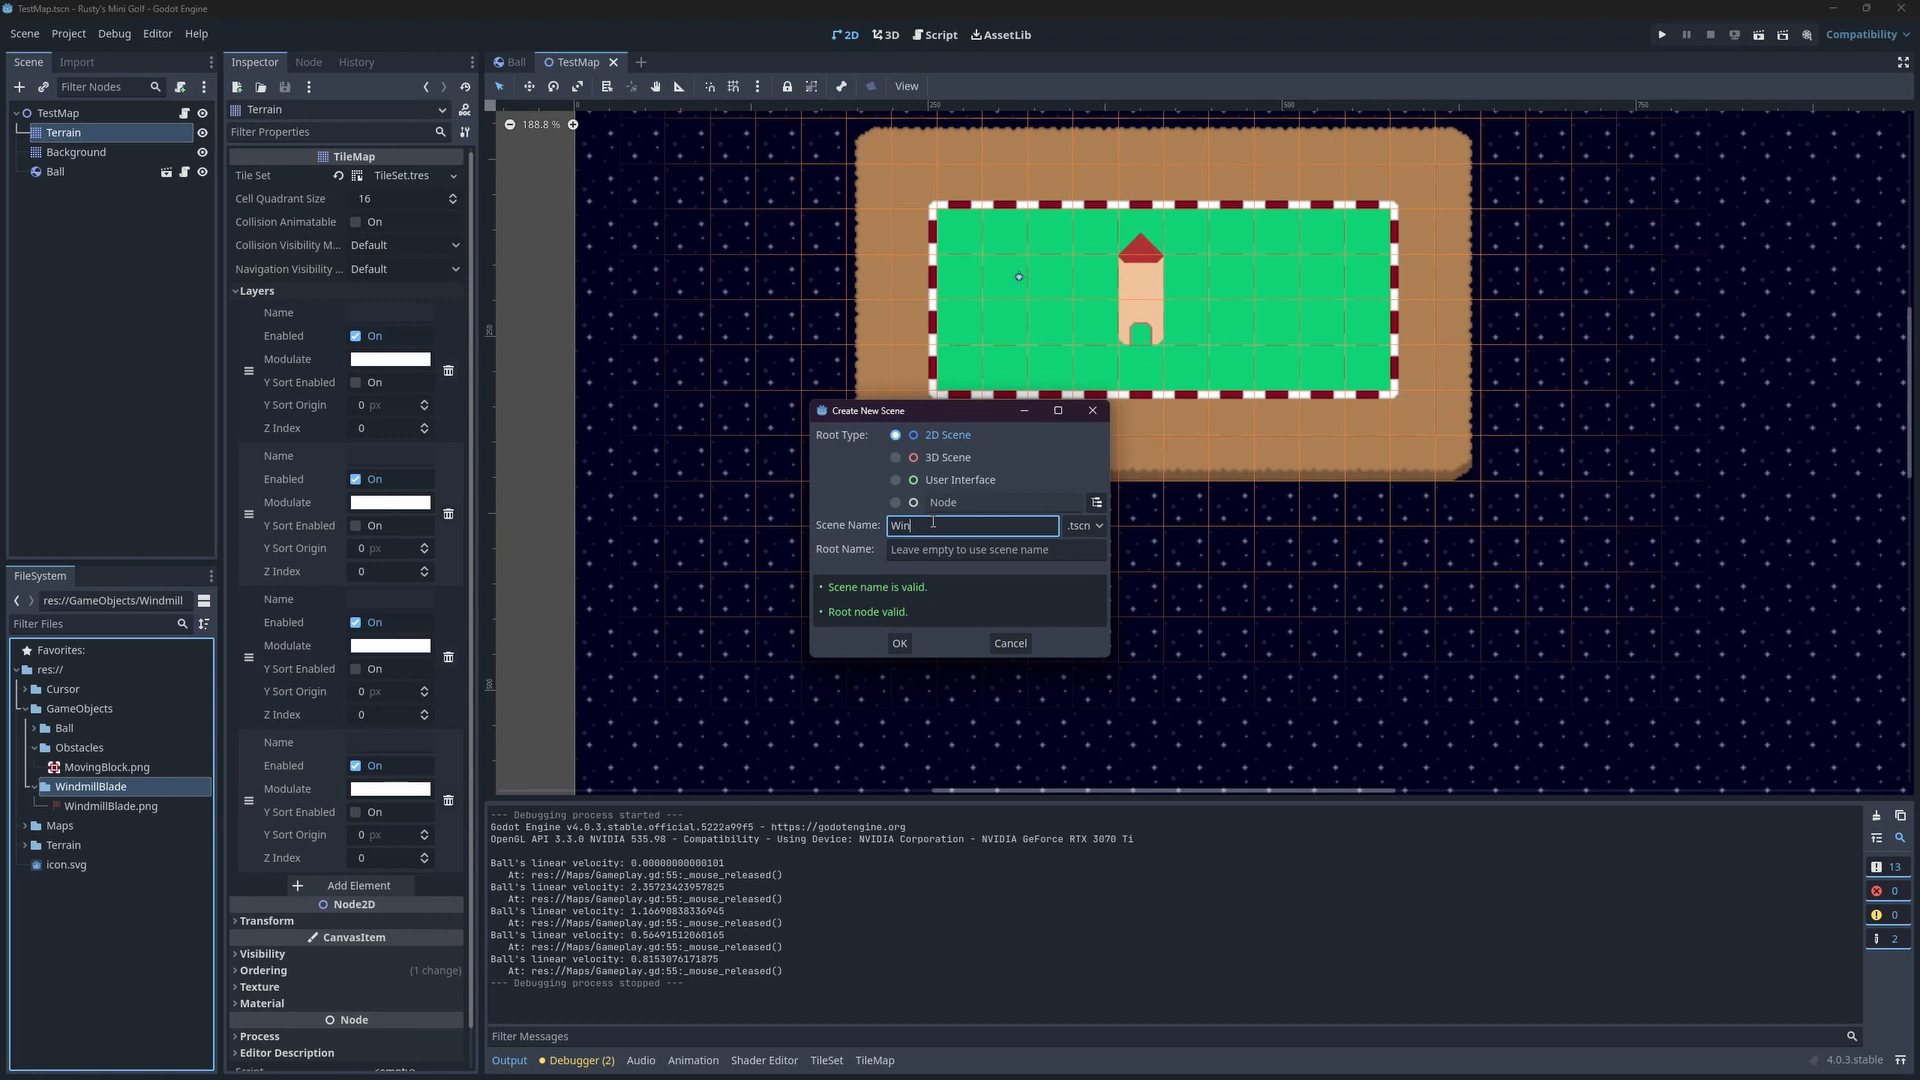 TestMap.tscn - Rusty's Mini Golf - Godot Engine
Scene Project Debug Editor Help
2D 3D Script AssetLib
Compatibility
Scene Import
Filter Nodes
TestMap
Terrain
Background
Ball
Inspector Node History
Terrain
Filter Properties
TileMap
Tile Set TileSet.tres
Cell Quadrant Size 16
Collision Animatable On
Collision Visibility M... Default
Navigation Visibility ... Default
Layers
Name
Enabled On
Modulate
Y Sort Enabled On
Y Sort Origin 0 px
Z Index 0
Name
Enabled On
Modulate
Y Sort Enabled On
Y Sort Origin 0 px
Z Index 0
Name
Enabled On
Modulate
Y Sort Enabled On
Y Sort Origin 0 px
Z Index 0
Name
Enabled On
Modulate
Y Sort Enabled On
Y Sort Origin 0 px
Z Index 0
Add Element
Node2D
Transform
CanvasItem
Visibility
Ordering (1 change)
Texture
Material
Node
Process
Editor Description
FileSystem
res://GameObjects/Windmill
Filter Files
Favorites:
res://
Cursor
GameObjects
Ball
Obstacles
MovingBlock.png
WindmillBlade
WindmillBlade.png
Maps
Terrain
icon.svg
Ball TestMap
View
0 250 500 750
188.8 %
250
500
Create New Scene
Root Type: 2D Scene
3D Scene
User Interface
Node
Scene Name: Win .tscn
Root Name: Leave empty to use scene name
• Scene name is valid.
• Root node valid.
OK Cancel
--- Debugging process started ---
Godot Engine v4.0.3.stable.official.5222a99f5 - https://godotengine.org
OpenGL API 3.3.0 NVIDIA 535.98 - Compatibility - Using Device: NVIDIA Corporation - NVIDIA GeForce RTX 3070 Ti
Ball's linear velocity: 0.00000000000101
At: res://Maps/Gameplay.gd:55:_mouse_released()
Ball's linear velocity: 2.35723423957825
At: res://Maps/Gameplay.gd:55:_mouse_released()
Ball's linear velocity: 1.16690838336945
At: res://Maps/Gameplay.gd:55:_mouse_released()
Ball's linear velocity: 0.56491512060165
At: res://Maps/Gameplay.gd:55:_mouse_released()
Ball's linear velocity: 0.8153076171875
At: res://Maps/Gameplay.gd:55:_mouse_released()
--- Debugging process stopped ---
13
0
0
2
Filter Messages
Output Debugger (2) Audio Animation Shader Editor TileSet TileMap
4.0.3.stable